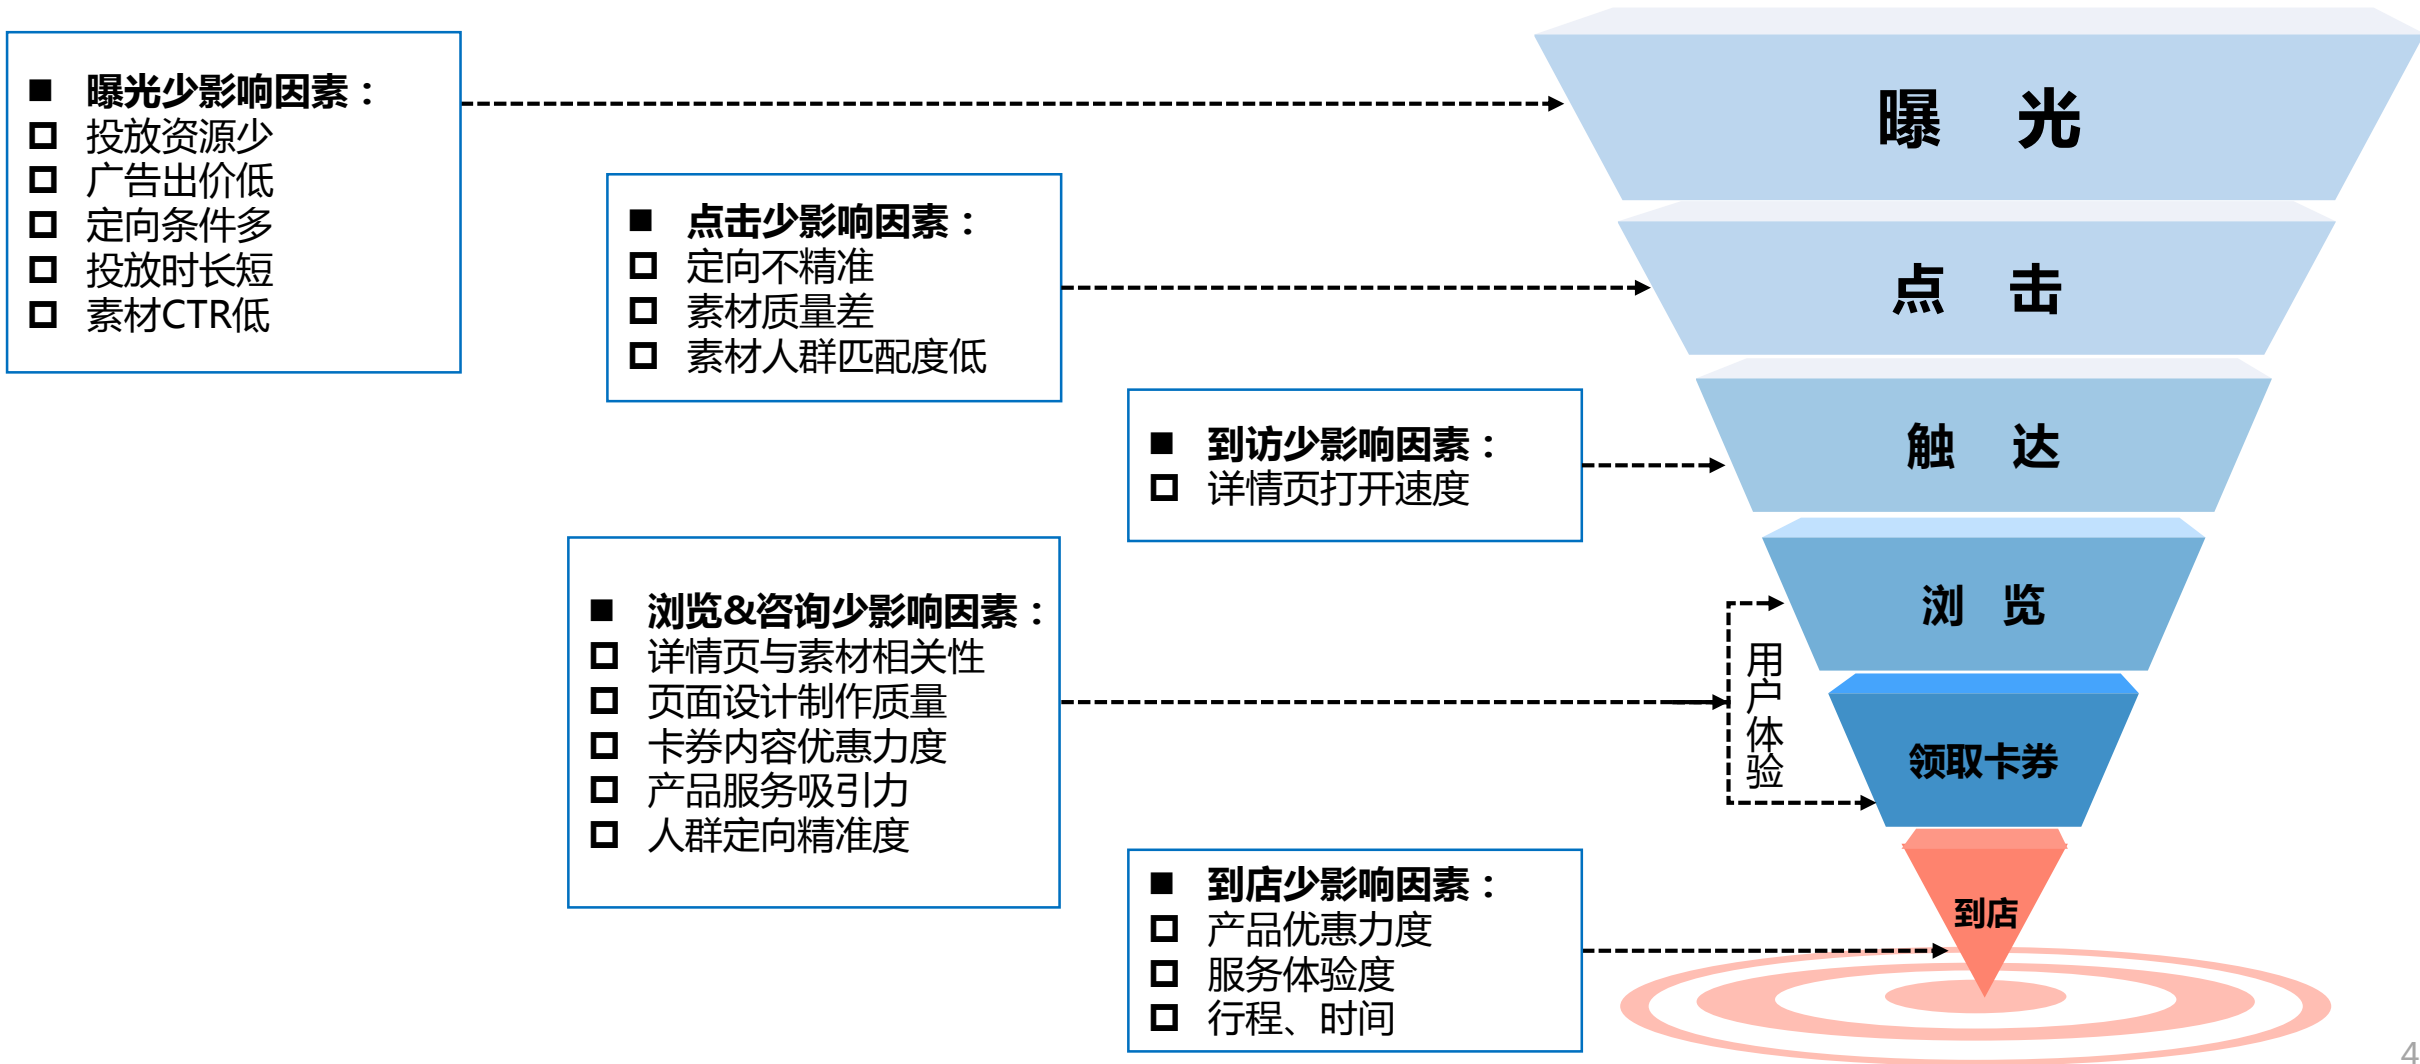 ■ 曝光少影响因素：
□ 投放资源少
□ 广告出价低
□ 定向条件多
□ 投放时长短
□ 素材CTR低
■ 点击少影响因素：
□ 定向不精准
□ 素材质量差
□ 素材人群匹配度低
■ 到访少影响因素：
□ 详情页打开速度
■ 浏览&咨询少影响因素：
□ 详情页与素材相关性
□ 页面设计制作质量
□ 卡券内容优惠力度
□ 产品服务吸引力
□ 人群定向精准度
■ 到店少影响因素：
□ 产品优惠力度
□ 服务体验度
□ 行程、时间
用户体验
曝 光
点 击
触 达
浏 览
领取卡券
到店
4